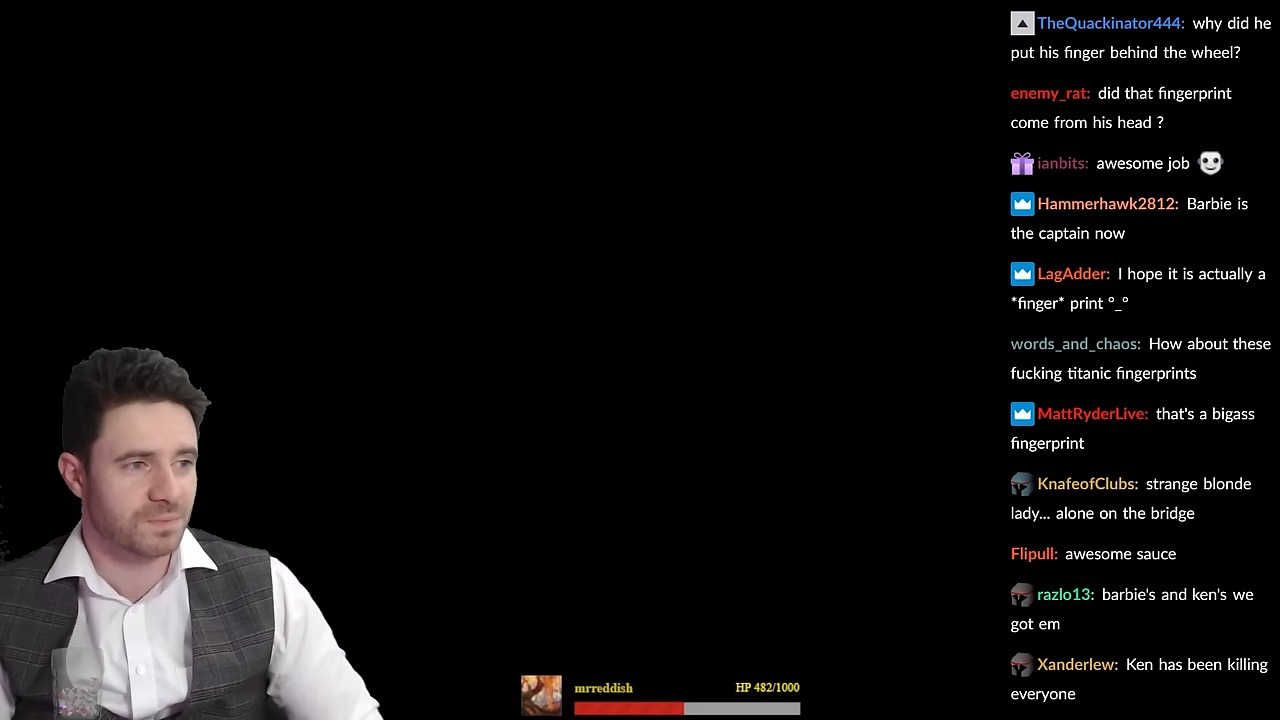 TheQuackinator444: why did he
put his finger behind the wheel?
enemy_rat: did that fingerprint
come from his head ?
ianbits: awesome job
Hammerhawk2812: Barbie is
the captain now
LagAdder: I hope it is actually a
*finger* print °_°
words_and_chaos: How about these
fucking titanic fingerprints
MattRyderLive: that's a bigass
fingerprint
KnafeofClubs: strange blonde
lady... alone on the bridge
Flipull: awesome sauce
razlo13: barbie's and ken's we
got em
Xanderlew: Ken has been killing
everyone
mrreddish HP 482/1000